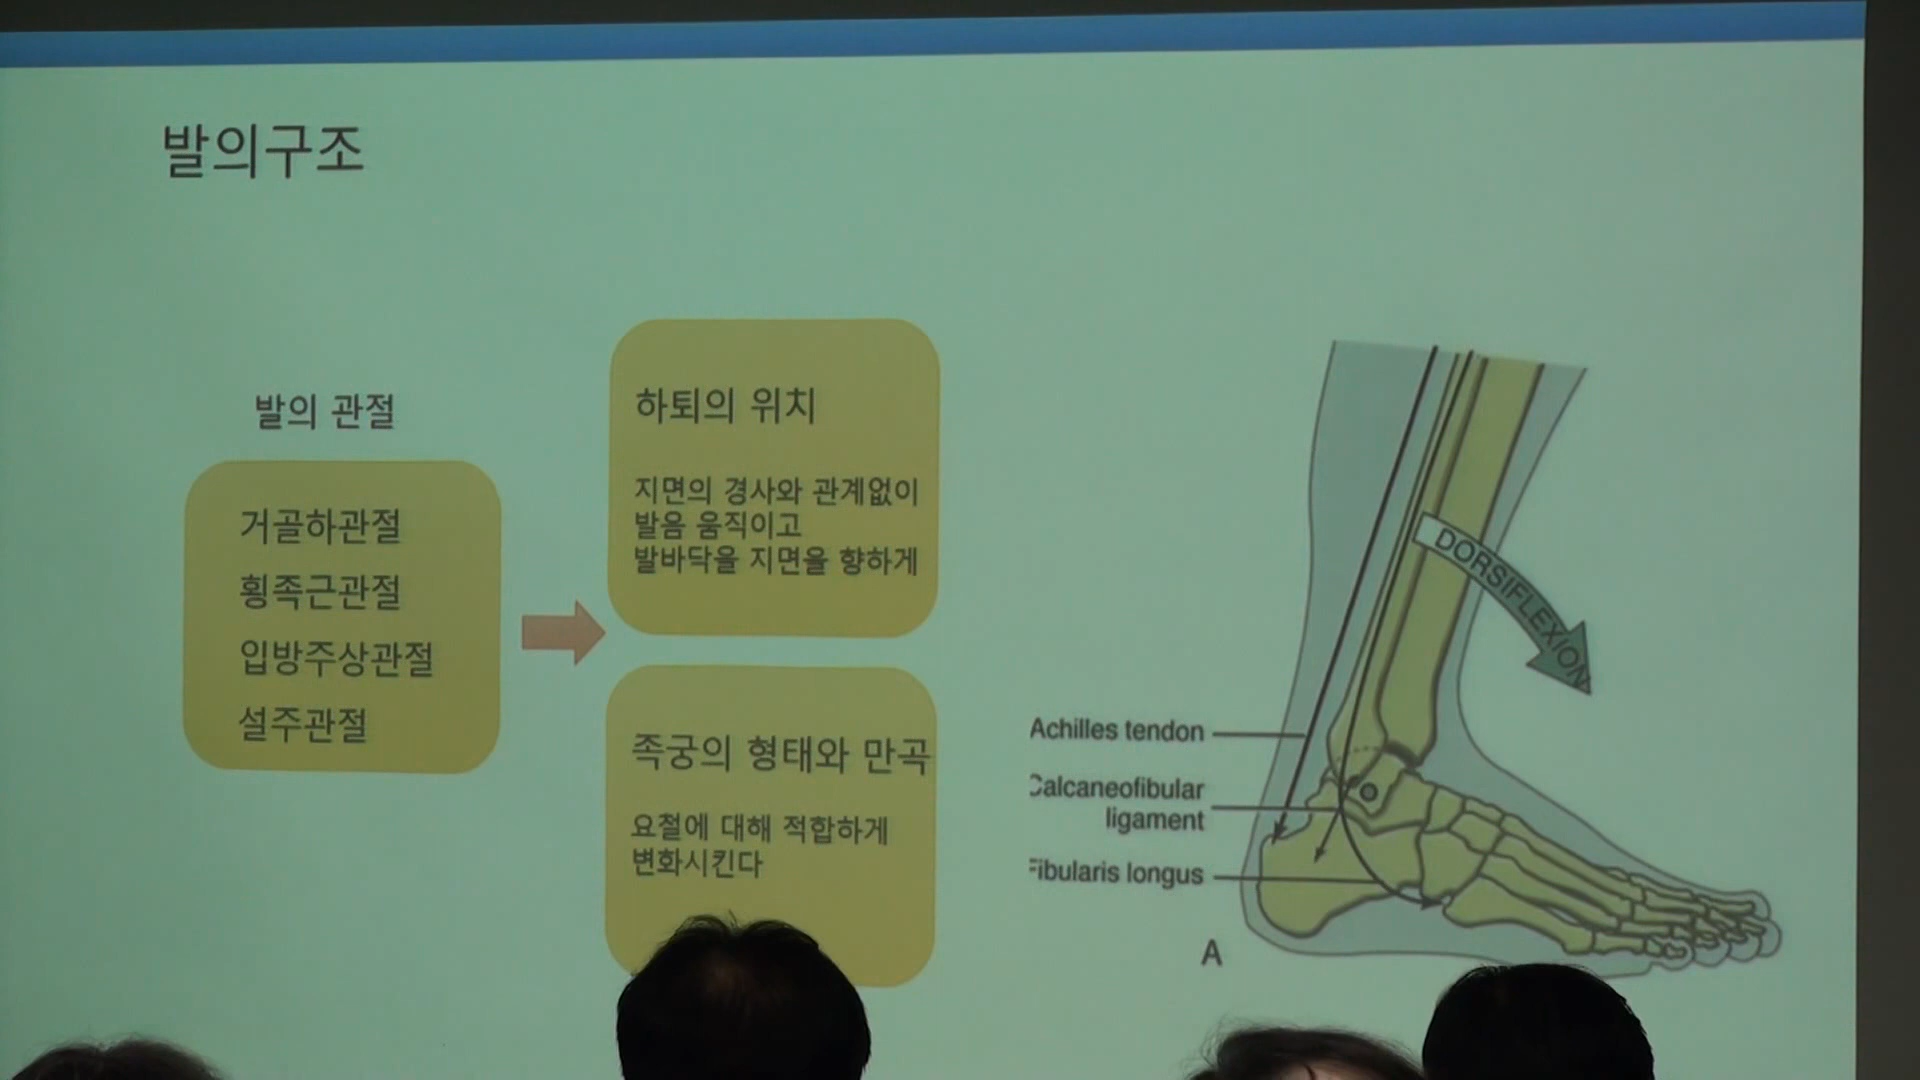 발의구조
발의 관절
거골하관절
횡족근관절
입방주상관절
설주관절
하퇴의 위치
지면의 경사와 관계없이
발음 움직이고
발바닥을 지면을 향하게
족궁의 형태와 만곡
요철에 대해 적합하게
변화시킨다
DORSIFLEXION
Achilles tendon
Calcaneofibular
ligament
Fibularis longus
A